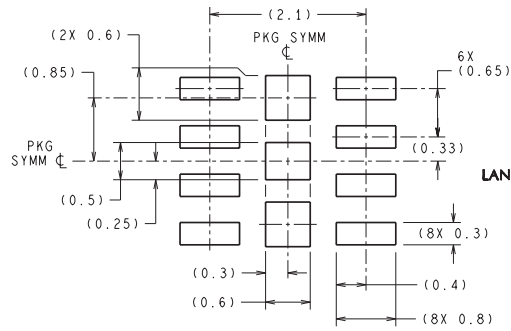 (2.1)
(2X 0.6)
PKG SYMM
℄
6X
(0.65)
(0.85)
(0.33)
PKG
SYMM ℄
LAN
(0.5)
(0.25)
(8X 0.3)
(0.3)
(0.4)
(0.6)
(8X 0.8)